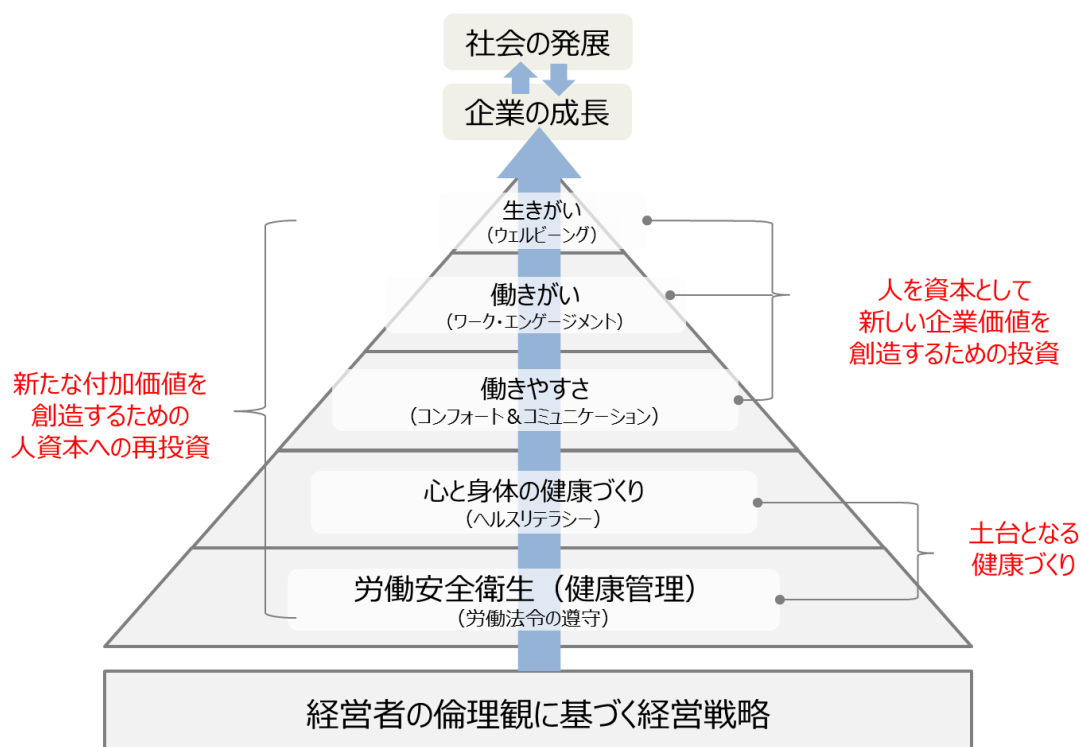 社会の発展
企業の成長
生きがい
（ウェルビーング）
働きがい
（ワーク・エンゲージメント）
働きやすさ
（コンフォート＆コミュニケーション）
心と身体の健康づくり
（ヘルスリテラシー）
労働安全衛生（健康管理）
（労働法令の遵守）
経営者の倫理観に基づく経営戦略
新たな付加価値を
創造するための
人資本への再投資
人を資本として
新しい企業価値を
創造するための投資
土台となる
健康づくり